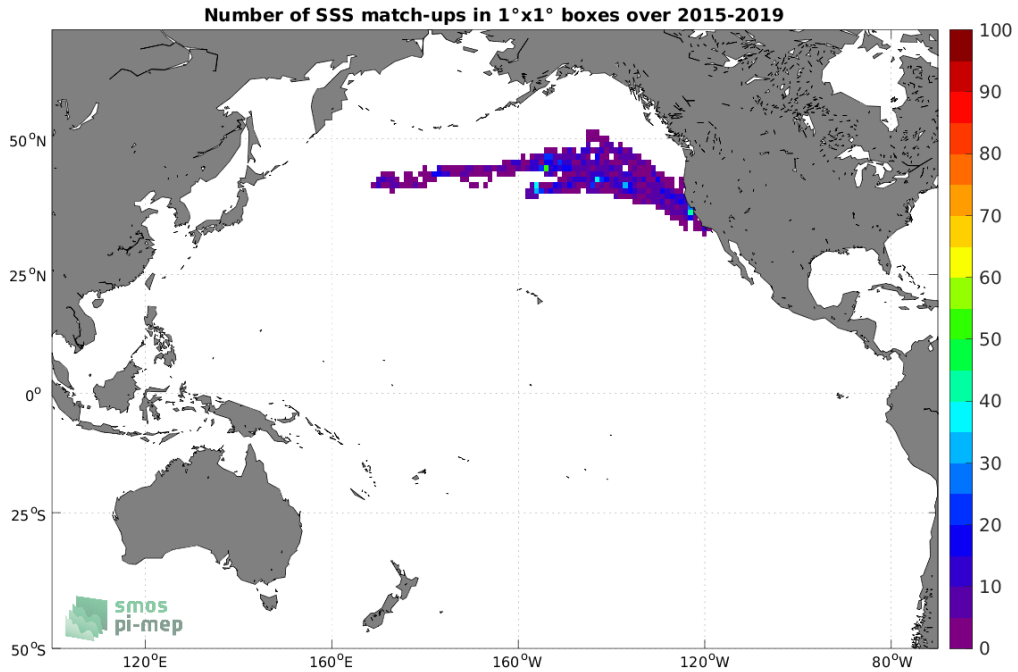 Number of SSS match-ups in 1°x1° boxes over 2015-2019
100
90
80
70
60
50
40
30
20
10
0
50°N
25°N
0°
25°S
50°S
120°E
160°E
160°W
120°W
80°W
smos
pi-mep